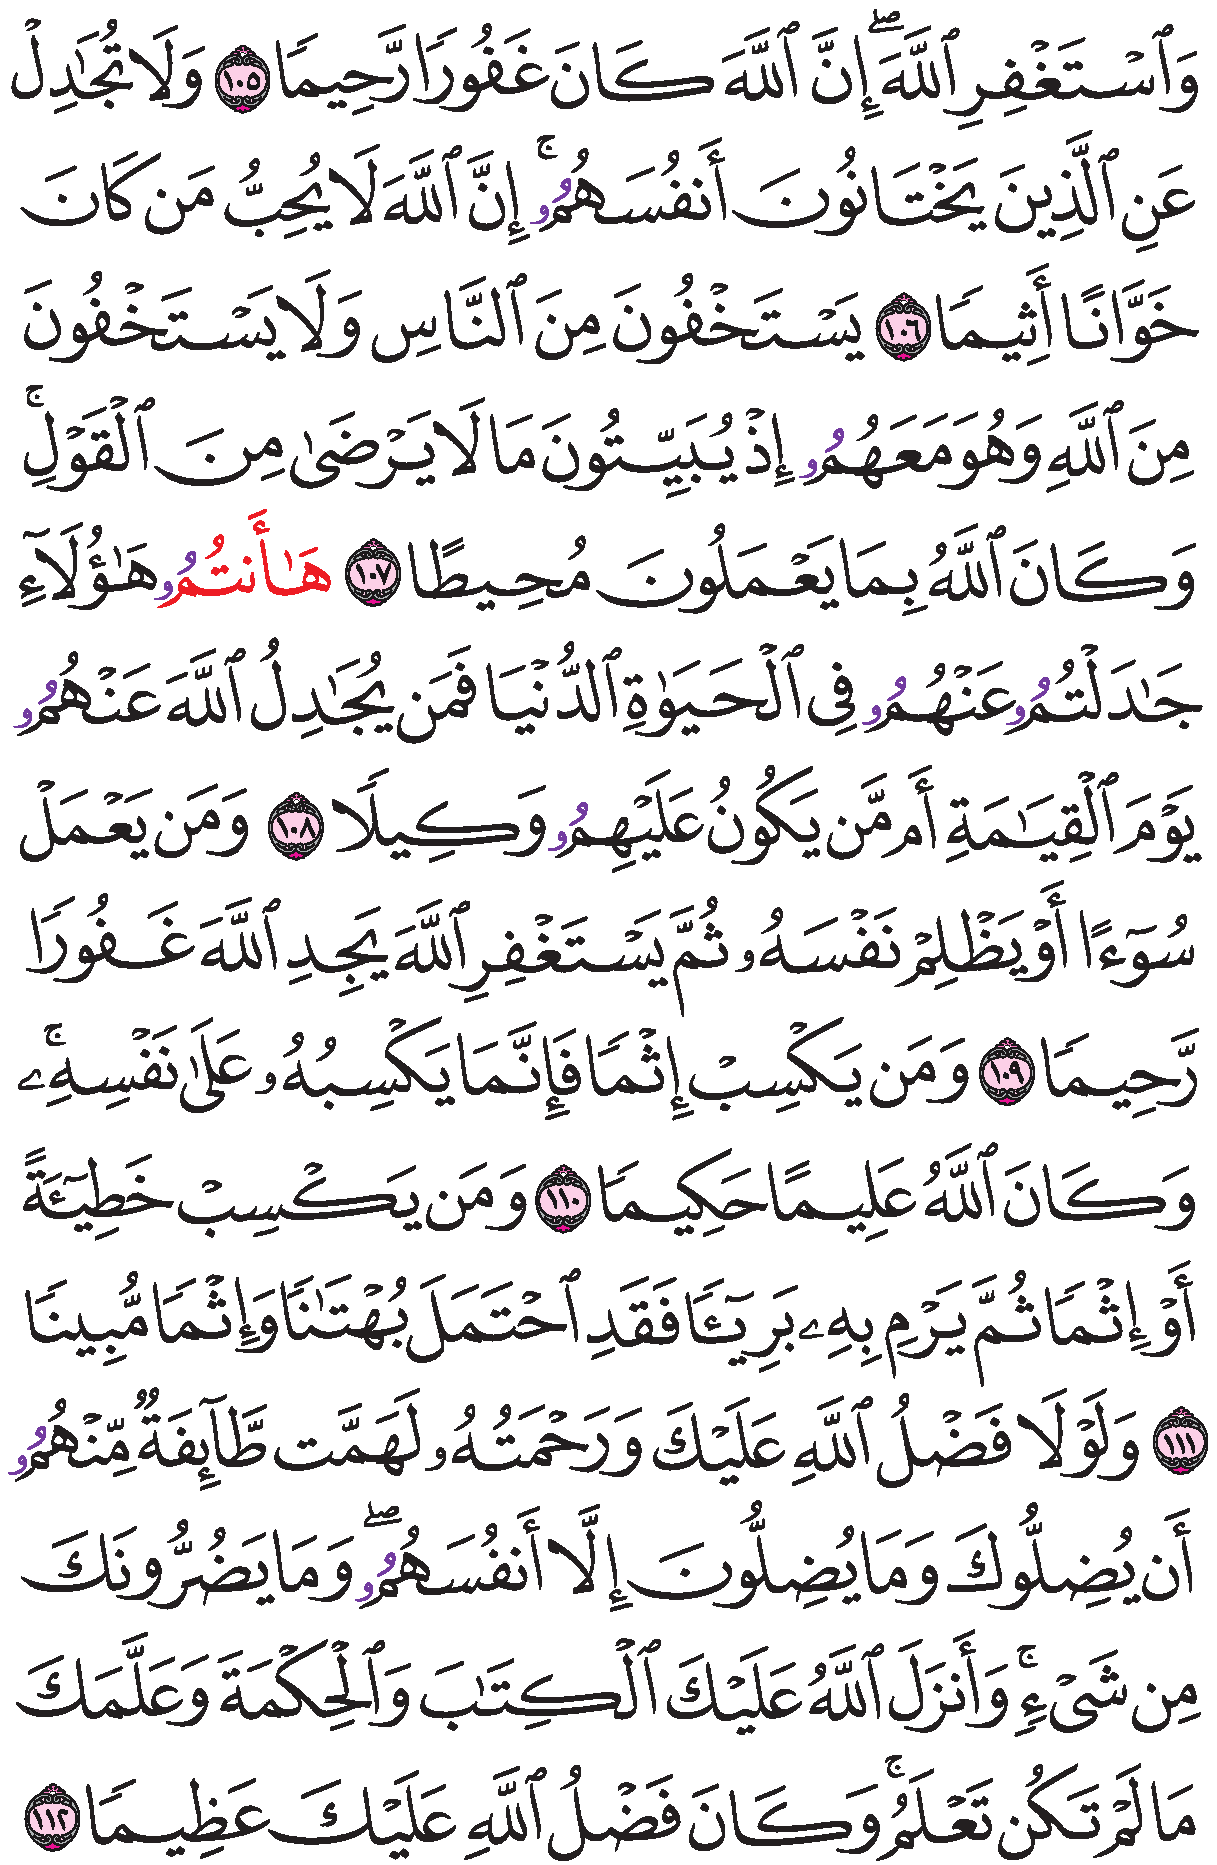 وَٱسْتَغْفِرِ ٱللَّهَۖ إِنَّ ٱللَّهَ كَانَ غَفُورًا رَّحِيمًا ١٠٥ وَلَا تُجَٰدِلْ
عَنِ ٱلَّذِينَ يَخْتَانُونَ أَنفُسَهُمُۥۚ إِنَّ ٱللَّهَ لَا يُحِبُّ مَن كَانَ
خَوَّانًا أَثِيمًا ١٠٦ يَسْتَخْفُونَ مِنَ ٱلنَّاسِ وَلَا يَسْتَخْفُونَ
مِنَ ٱللَّهِ وَهُوَ مَعَهُمُۥ إِذْ يُبَيِّتُونَ مَا لَا يَرْضَىٰ مِنَ ٱلْقَوْلِۚ
وَكَانَ ٱللَّهُ بِمَا يَعْمَلُونَ مُحِيطًا ١٠٧ هَٰأَنتُمُۥ هَٰؤُلَآءِ
جَٰدَلْتُمُۥ عَنْهُمُۥ فِى ٱلْحَيَوٰةِ ٱلدُّنْيَا فَمَن يُجَٰدِلُ ٱللَّهَ عَنْهُمُۥ
يَوْمَ ٱلْقِيَٰمَةِ أَم مَّن يَكُونُ عَلَيْهِمُۥ وَكِيلًا ١٠٨ وَمَن يَعْمَلْ
سُوٓءًا أَوْ يَظْلِمْ نَفْسَهُۥ ثُمَّ يَسْتَغْفِرِ ٱللَّهَ يَجِدِ ٱللَّهَ غَفُورًا
رَّحِيمًا ١٠٩ وَمَن يَكْسِبْ إِثْمًا فَإِنَّمَا يَكْسِبُهُۥ عَلَىٰ نَفْسِهِۦۚ
وَكَانَ ٱللَّهُ عَلِيمًا حَكِيمًا ١١٠ وَمَن يَكْسِبْ خَطِيٓـَٔةً
أَوْ إِثْمًا ثُمَّ يَرْمِ بِهِۦ بَرِيٓـًٔا فَقَدِ ٱحْتَمَلَ بُهْتَٰنًا وَإِثْمًا مُّبِينًا
١١١ وَلَوْلَا فَضْلُ ٱللَّهِ عَلَيْكَ وَرَحْمَتُهُۥ لَهَمَّت طَّآئِفَةٌ مِّنْهُمُۥ
أَن يُضِلُّوكَ وَمَا يُضِلُّونَ إِلَّا أَنفُسَهُمُۥۖ وَمَا يَضُرُّونَكَ
مِن شَىْءٍۚ وَأَنزَلَ ٱللَّهُ عَلَيْكَ ٱلْكِتَٰبَ وَٱلْحِكْمَةَ وَعَلَّمَكَ
مَا لَمْ تَكُن تَعْلَمُۚ وَكَانَ فَضْلُ ٱللَّهِ عَلَيْكَ عَظِيمًا ١١٢